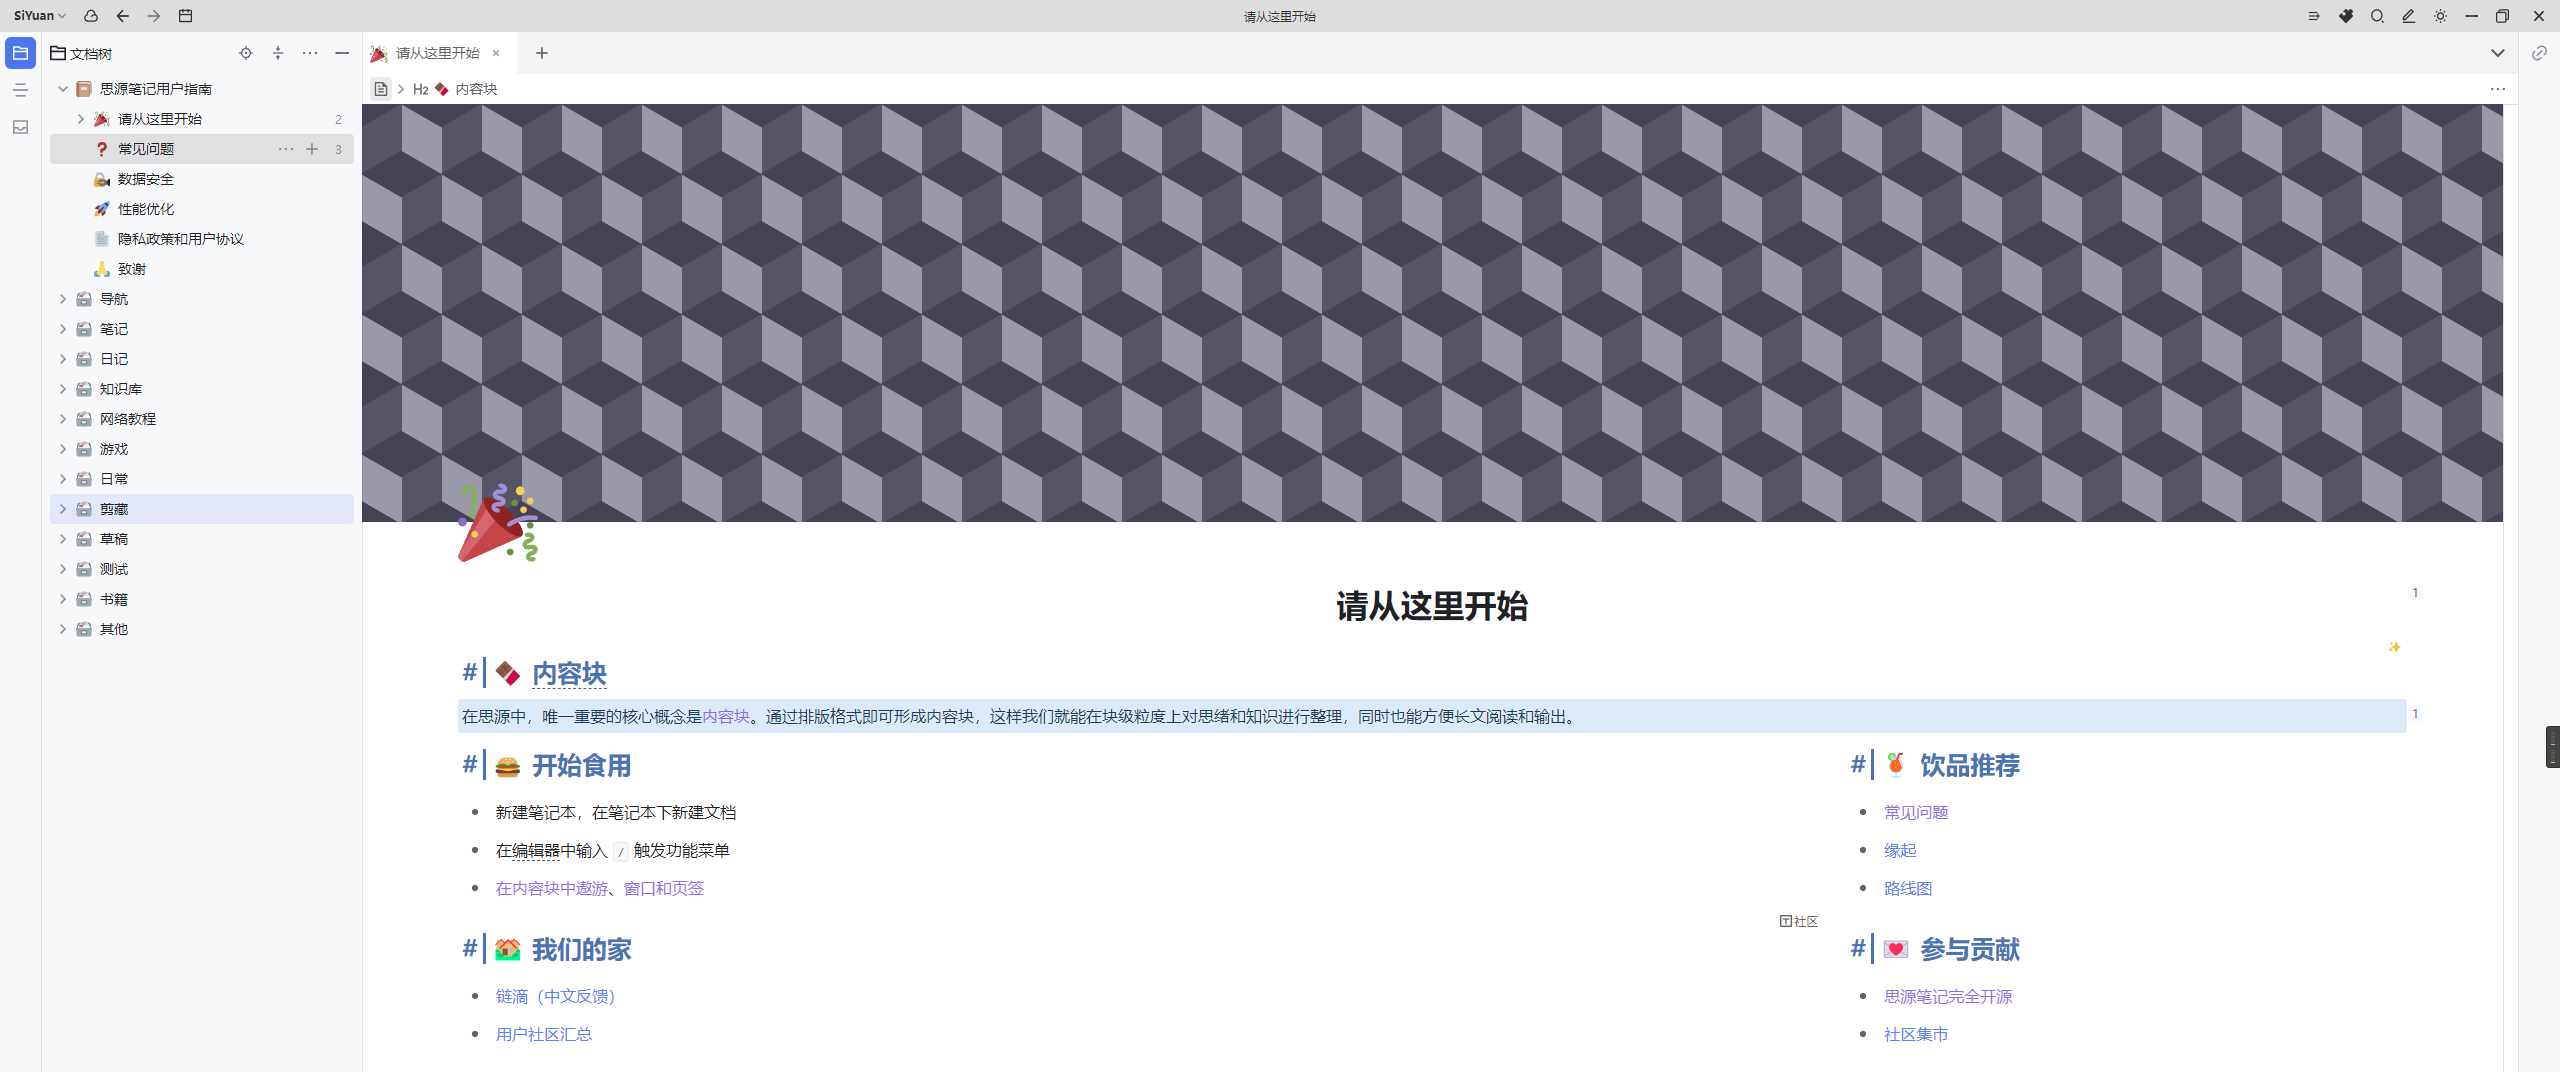 SiYuan
请从这里开始
文档树
请从这里开始
思源笔记用户指南
请从这里开始 2
常见问题 3
数据安全
性能优化
隐私政策和用户协议
致谢
导航
笔记
日记
知识库
网络教程
游戏
日常
剪藏
草稿
测试
书籍
其他
H2 内容块
请从这里开始 1
# 内容块
在思源中，唯一重要的核心概念是内容块。通过排版格式即可形成内容块，这样我们就能在块级粒度上对思绪和知识进行整理，同时也能方便长文阅读和输出。 1
# 开始食用
新建笔记本，在笔记本下新建文档
在编辑器中输入 / 触发功能菜单
在内容块中遨游、窗口和页签
# 饮品推荐
常见问题
缘起
路线图
# 我们的家
链滴（中文反馈）
用户社区汇总
社区
# 参与贡献
思源笔记完全开源
社区集市